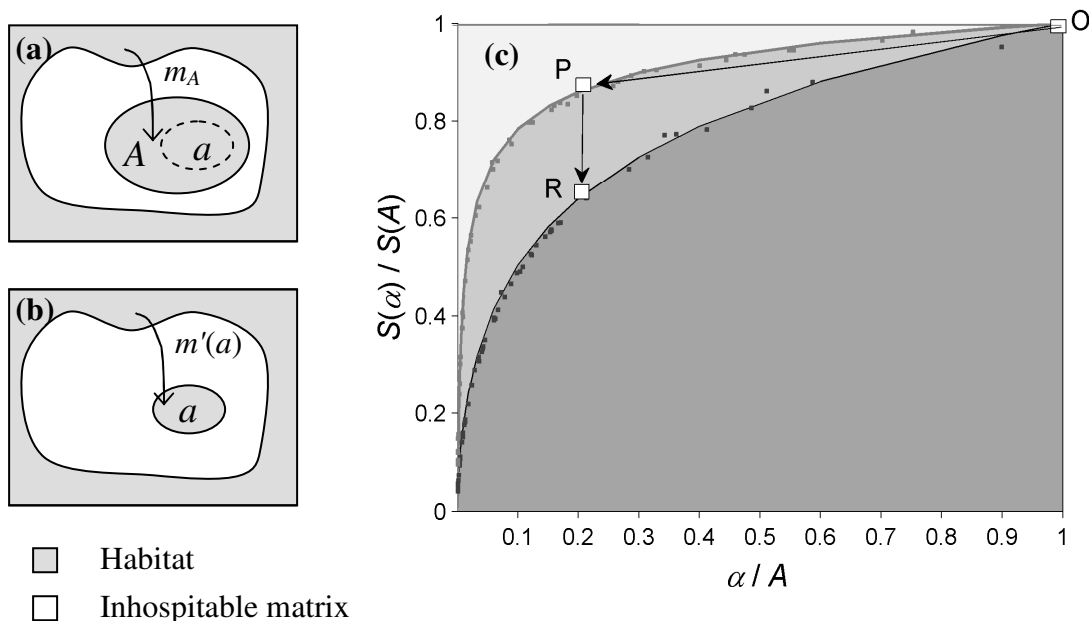 (a)
m_A
A
a
(b)
m'(a)
a
Habitat
Inhospitable matrix
(c)
O
P
R
S(α) / S(A)
1
0.8
0.6
0.4
0.2
0
0.1 0.2 0.3 0.4 0.5 0.6 0.7 0.8 0.9 1
α / A